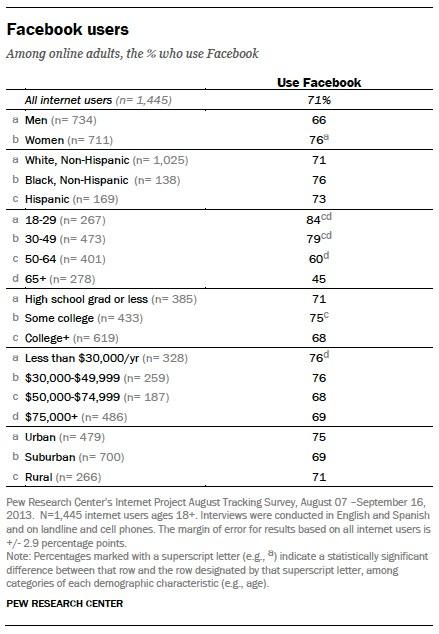 Facebook users
Among online adults, the % who use Facebook
Use Facebook
All internet users (n= 1,445) 71%
a Men (n= 734) 66
b Women (n= 711) 76a
a White, Non-Hispanic (n= 1,025) 71
b Black, Non-Hispanic (n= 138) 76
c Hispanic (n= 169) 73
a 18-29 (n= 267) 84cd
b 30-49 (n= 473) 79cd
c 50-64 (n= 401) 60d
d 65+ (n= 278) 45
a High school grad or less (n= 385) 71
b Some college (n= 433) 75c
c College+ (n= 619) 68
a Less than $30,000/yr (n= 328) 76d
b $30,000-$49,999 (n= 259) 76
c $50,000-$74,999 (n= 187) 68
d $75,000+ (n= 486) 69
a Urban (n= 479) 75
b Suburban (n= 700) 69
c Rural (n= 266) 71
Pew Research Center's Internet Project August Tracking Survey, August 07 –September 16,
2013. N=1,445 internet users ages 18+. Interviews were conducted in English and Spanish
and on landline and cell phones. The margin of error for results based on all internet users is
+/- 2.9 percentage points.
Note: Percentages marked with a superscript letter (e.g., a) indicate a statistically significant
difference between that row and the row designated by that superscript letter, among
categories of each demographic characteristic (e.g., age).
PEW RESEARCH CENTER